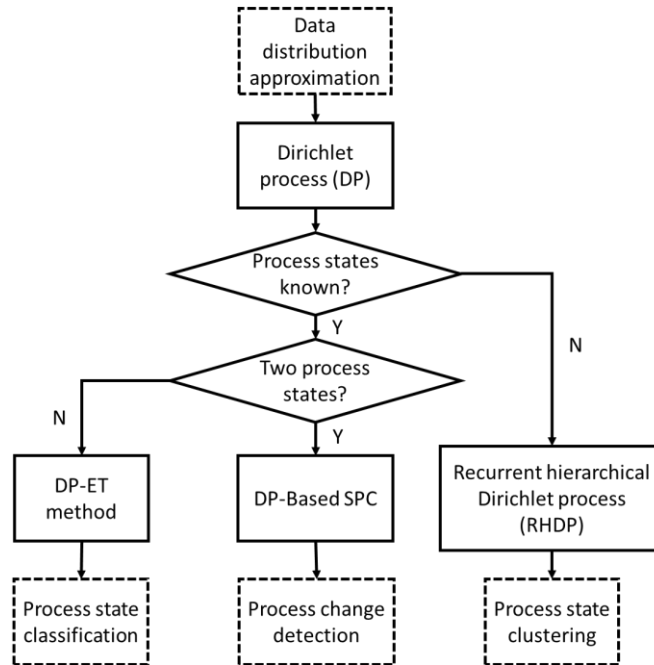 Data
distribution
approximation
Dirichlet
process (DP)
Process states
known?
Y
N
Two process
states?
N
Y
DP-ET
method
DP-Based SPC
Recurrent hierarchical
Dirichlet process
(RHDP)
Process state
classification
Process change
detection
Process state
clustering